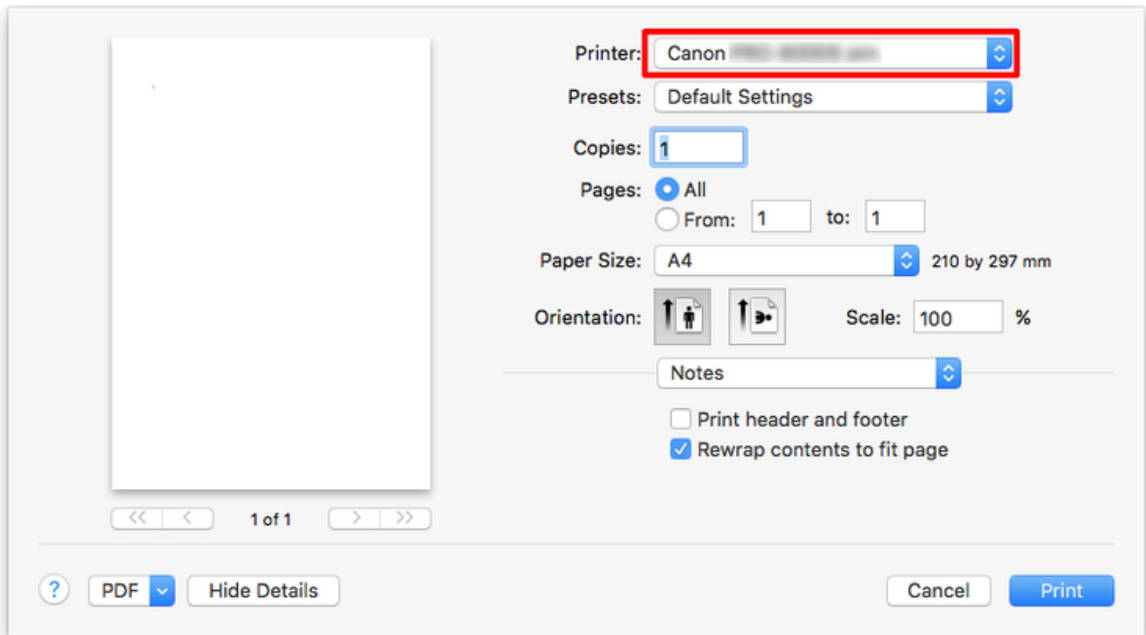 Printer: Canon
Presets: Default Settings
Copies: 1
Pages: All
From: 1 to: 1
Paper Size: A4 210 by 297 mm
Orientation: Scale: 100 %
Notes
Print header and footer
Rewrap contents to fit page
<< < 1 of 1 > >>
? PDF Hide Details Cancel Print